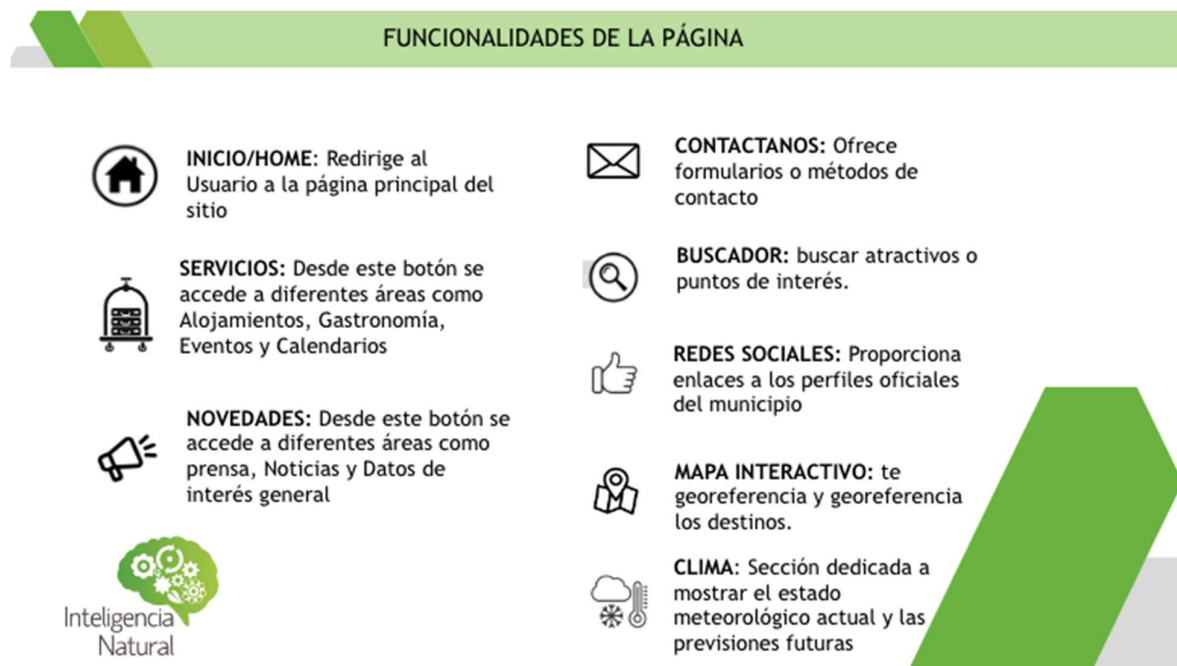 FUNCIONALIDADES DE LA PÁGINA
INICIO/HOME: Redirige al
Usuario a la página principal del
sitio
SERVICIOS: Desde este botón se
accede a diferentes áreas como
Alojamientos, Gastronomía,
Eventos y Calendarios
NOVEDADES: Desde este botón se
accede a diferentes áreas como
prensa, Noticias y Datos de
interés general
Inteligencia
Natural
CONTACTANOS: Ofrece
formularios o métodos de
contacto
BUSCADOR: buscar atractivos o
puntos de interés.
REDES SOCIALES: Proporciona
enlaces a los perfiles oficiales
del municipio
MAPA INTERACTIVO: te
georeferencia y georeferencia
los destinos.
CLIMA: Sección dedicada a
mostrar el estado
meteorológico actual y las
previsiones futuras